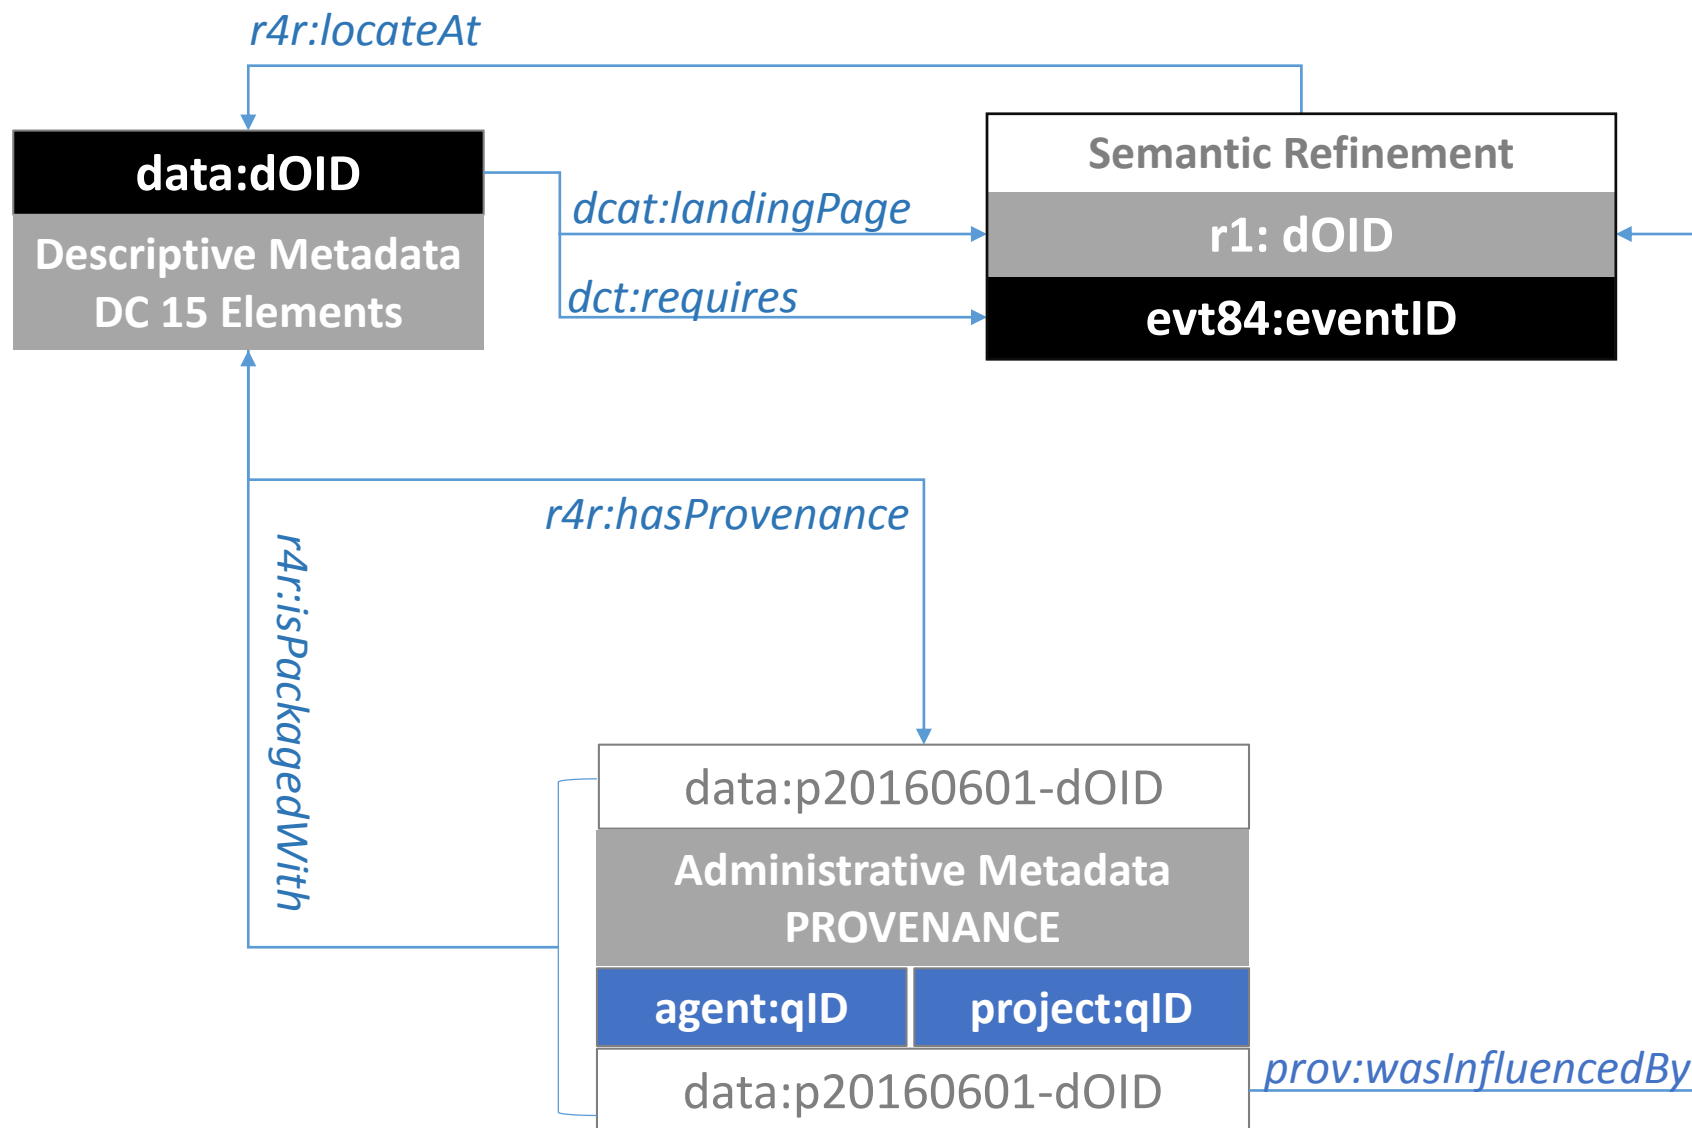 r4r:locateAt
data:dOID
Descriptive Metadata
DC 15 Elements
dcat:landingPage
dct:requires
Semantic Refinement
r1: dOID
evt84:eventID
r4r:hasProvenance
r4r:isPackagedWith
data:p20160601-dOID
Administrative Metadata
PROVENANCE
agent:qID
project:qID
data:p20160601-dOID
prov:wasInfluencedBy